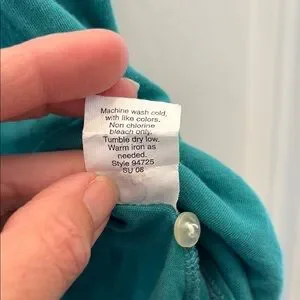 Machine wash cold,
with like colors.
Non chlorine
bleach only.
Tumble dry low.
Warm iron as
needed.
Style 94725
SU 08